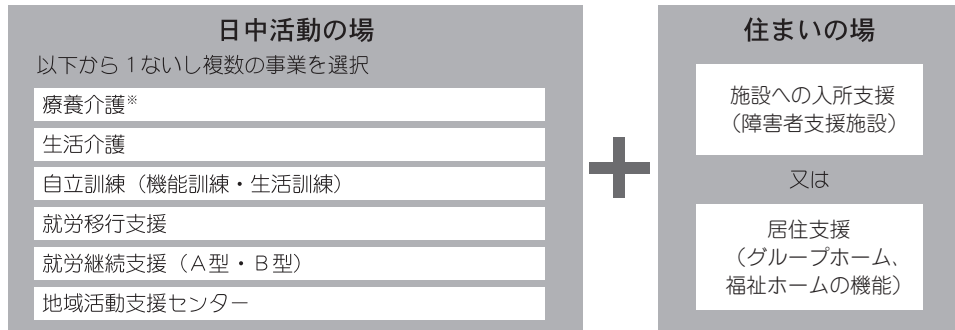 日中活動の場
以下から1ないし複数の事業を選択
療養介護※
生活介護
自立訓練（機能訓練・生活訓練）
就労移行支援
就労継続支援（A型・B型）
地域活動支援センター
＋
住まいの場
施設への入所支援
（障害者支援施設）
又は
居住支援
（グループホーム、
福祉ホームの機能）